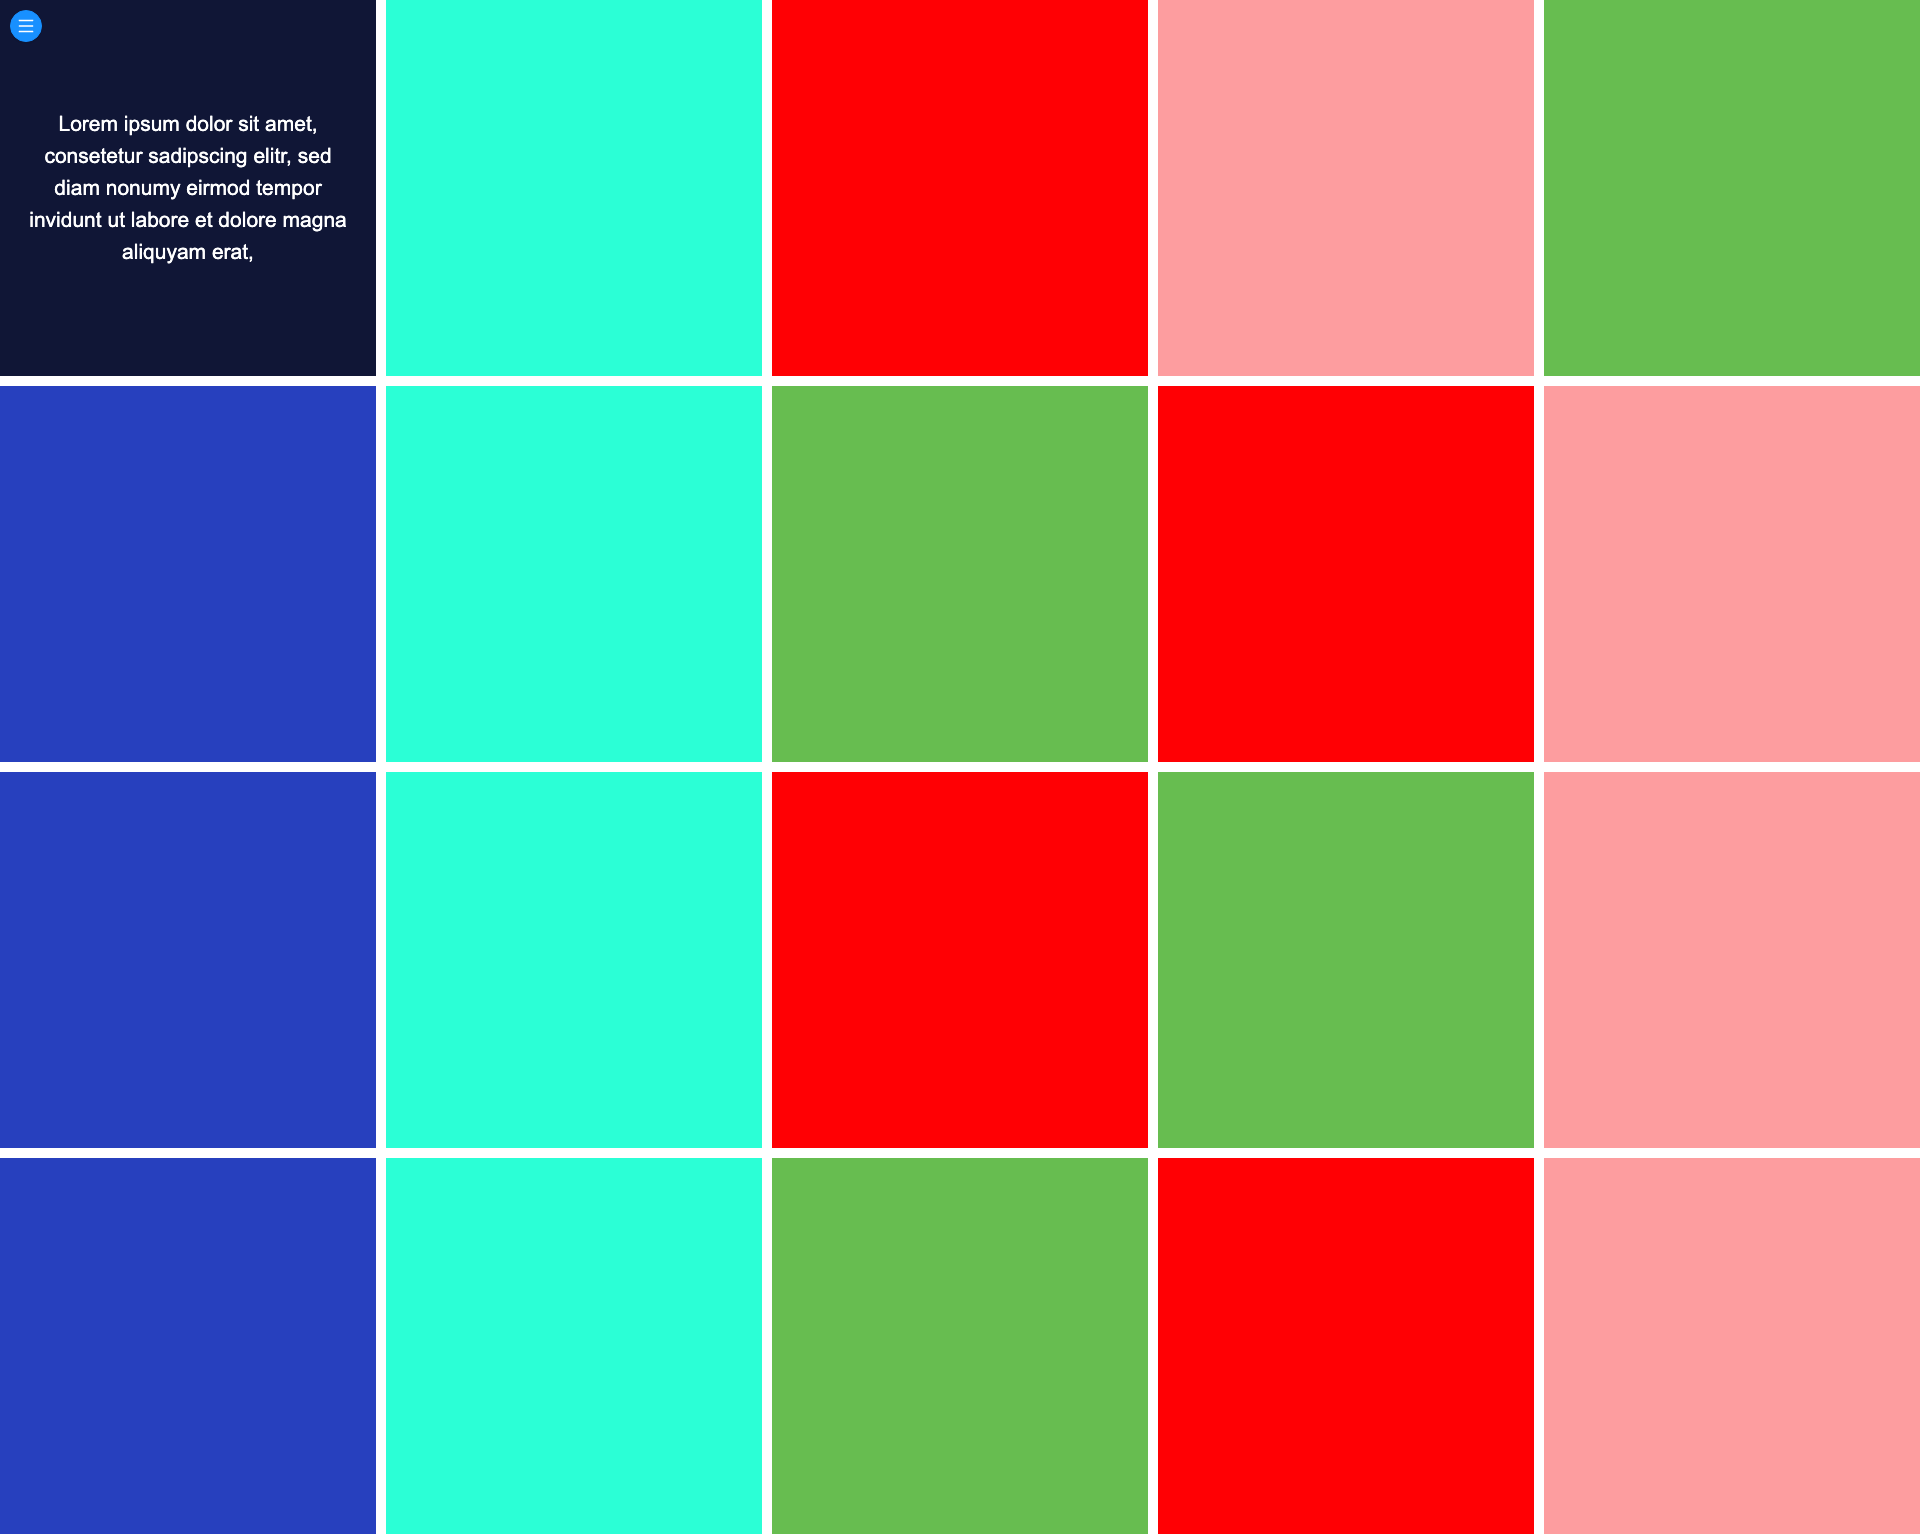 Lorem ipsum dolor sit amet,
consetetur sadipscing elitr, sed
diam nonumy eirmod tempor
invidunt ut labore et dolore magna
aliquyam erat,